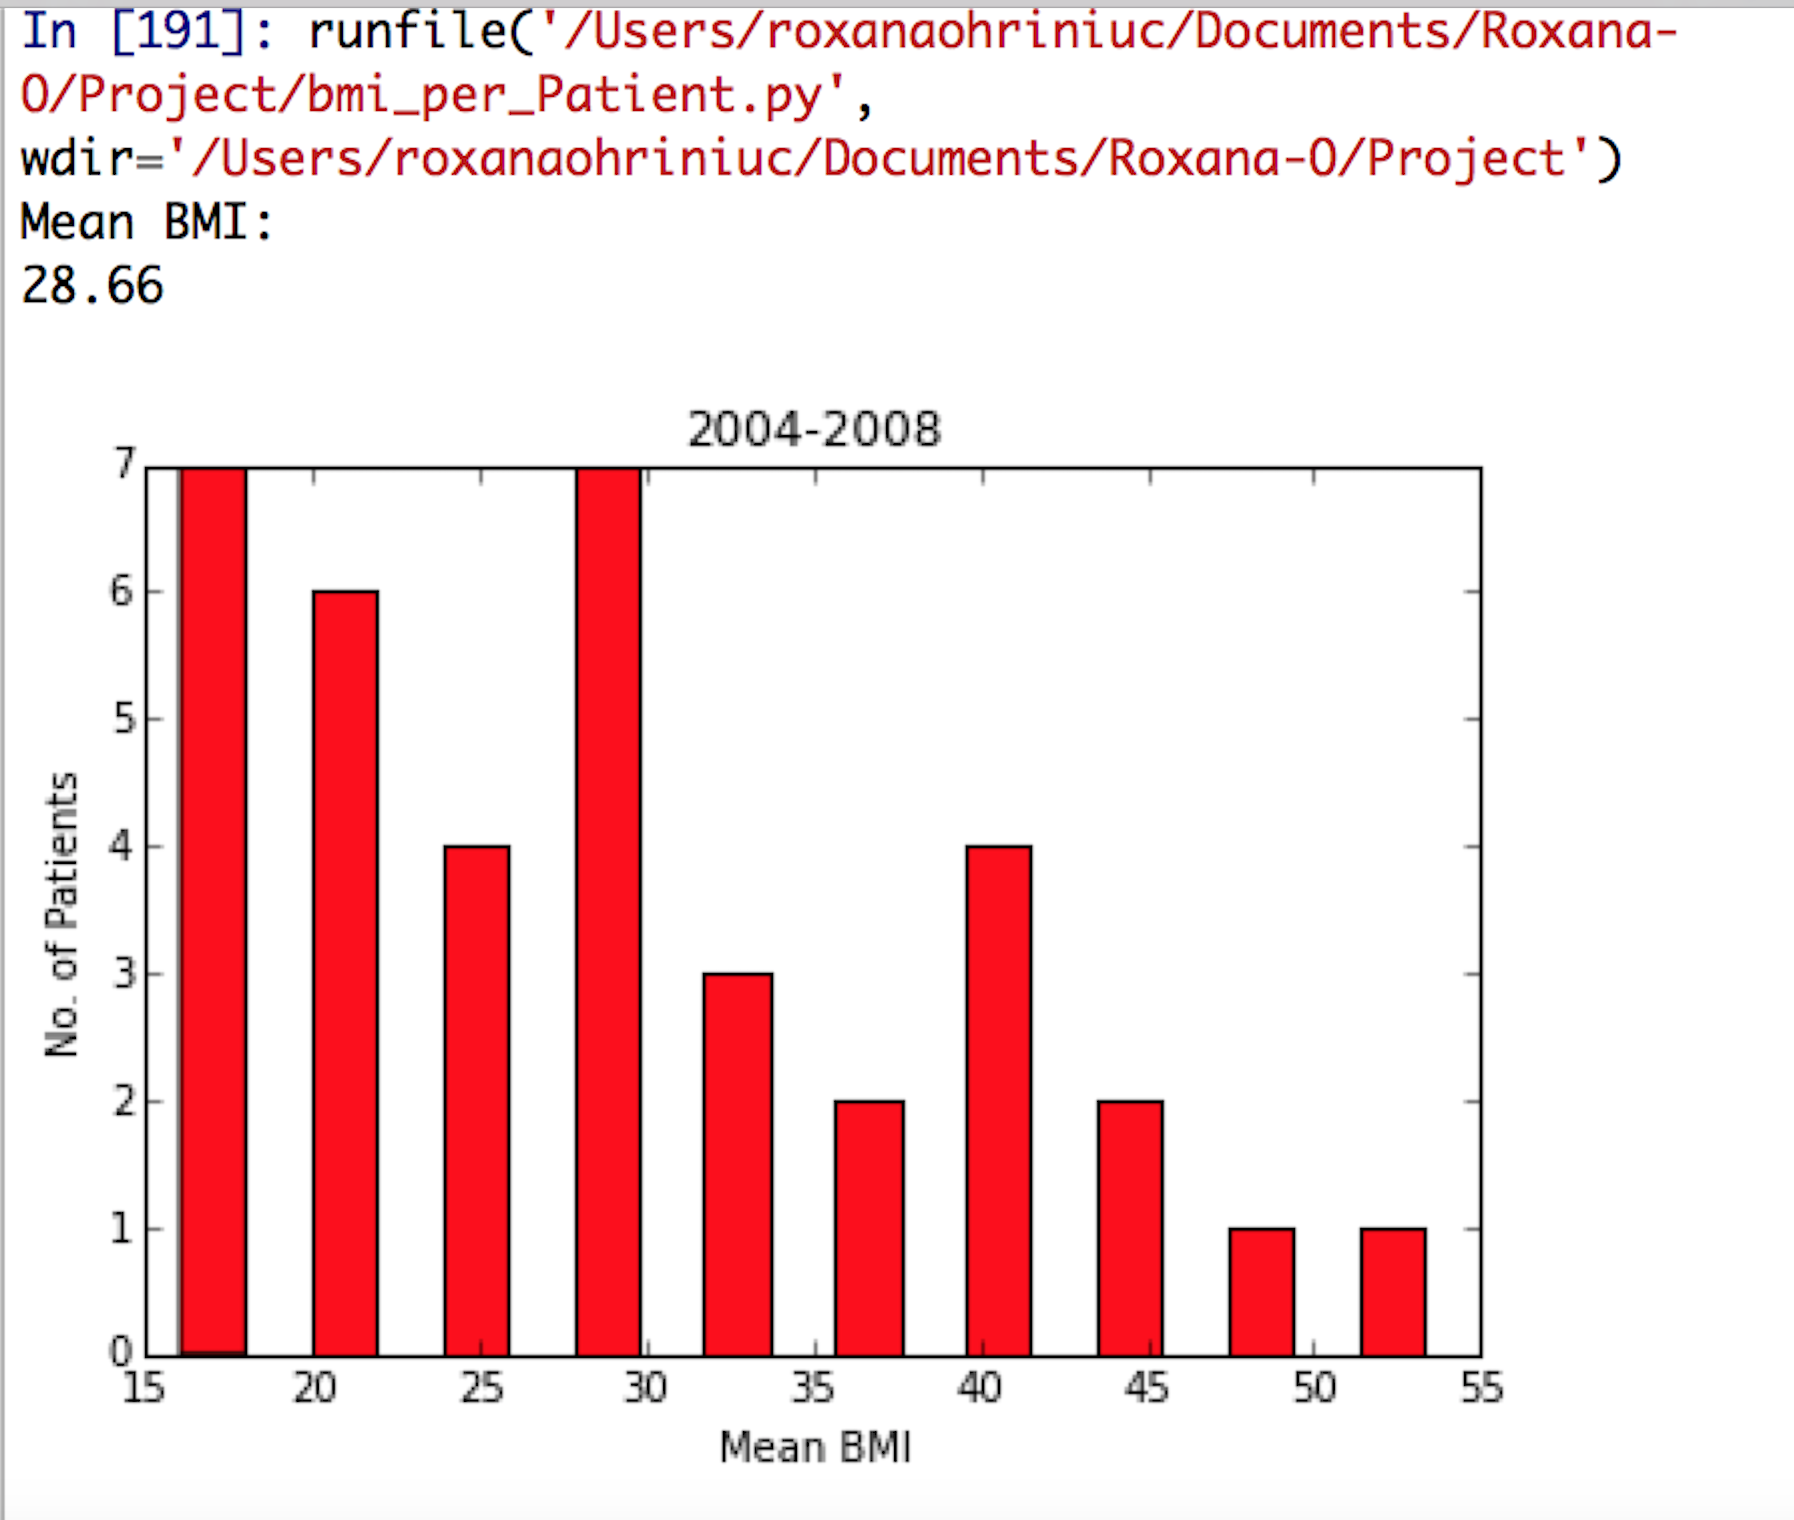 In [191]: runfile('/Users/roxanaohriniuc/Documents/Roxana-
O/Project/bmi_per_Patient.py',
wdir='/Users/roxanaohriniuc/Documents/Roxana-O/Project')
Mean BMI:
28.66
2004-2008
7
6
5
4
3
2
1
0
No. of Patients
15 20 25 30 35 40 45 50 55
Mean BMI